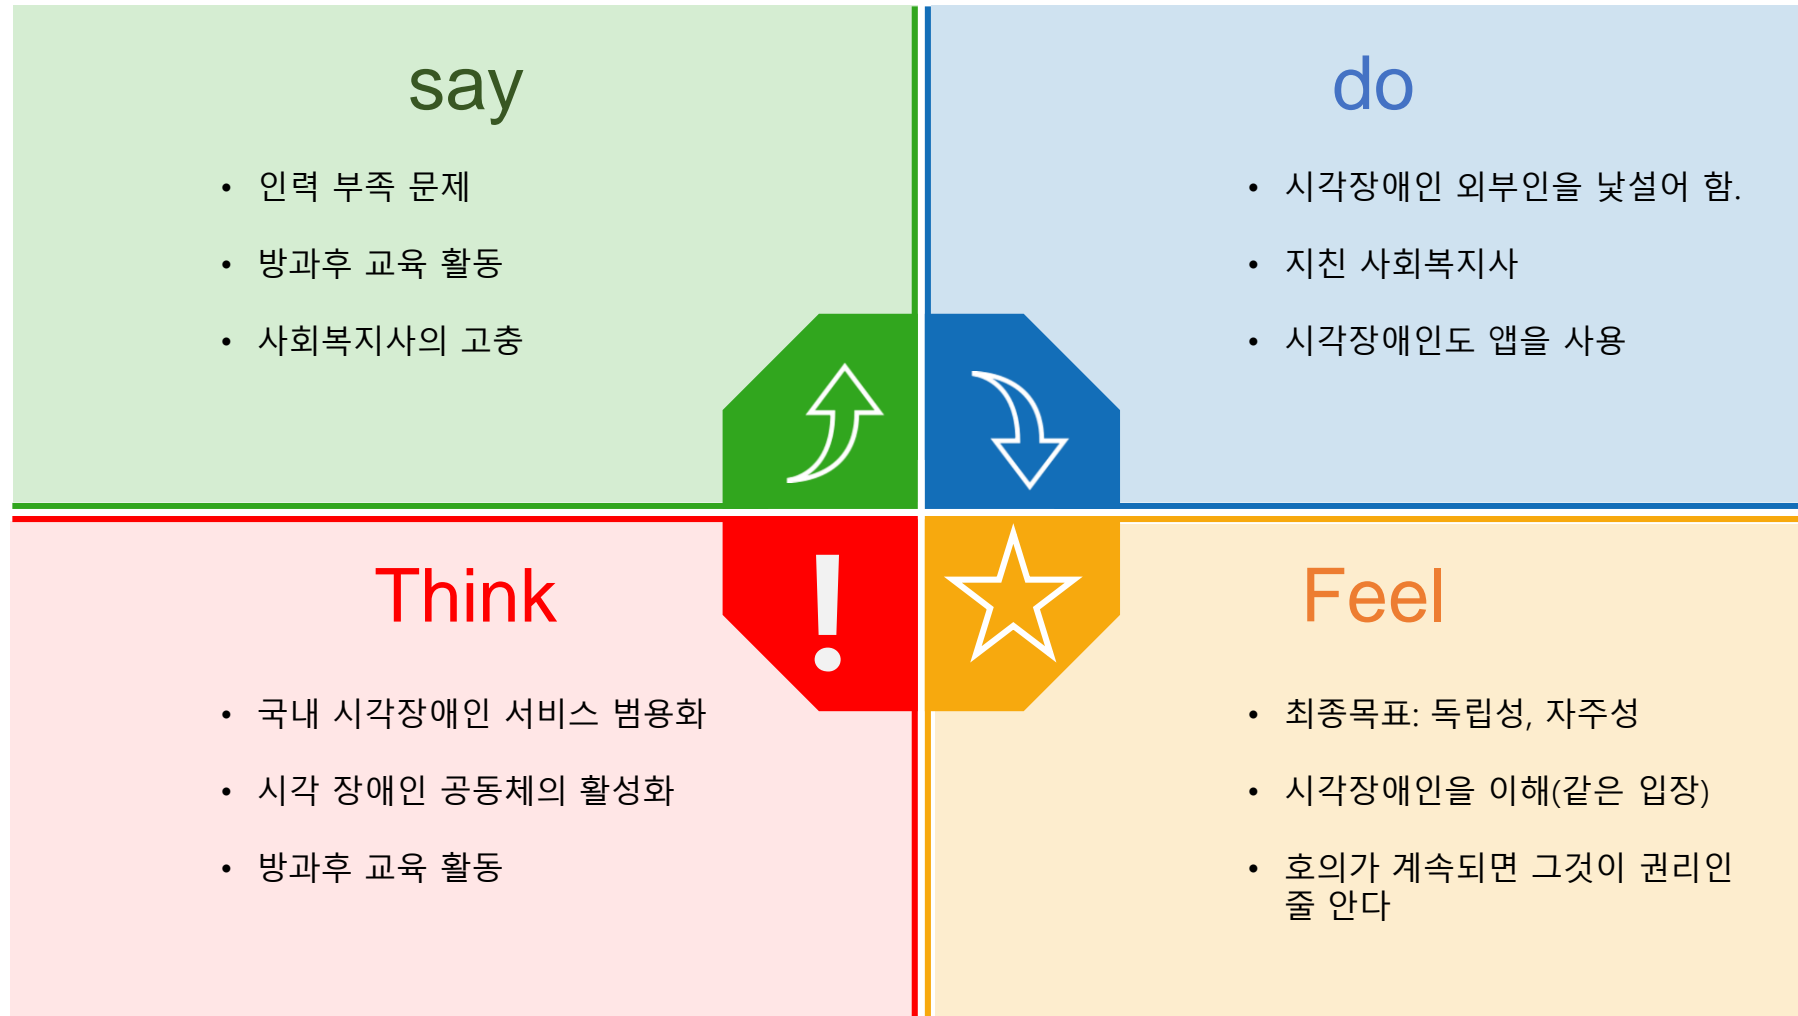 say
• 인력 부족 문제
• 방과후 교육 활동
• 사회복지사의 고충
do
• 시각장애인 외부인을 낯설어 함.
• 지친 사회복지사
• 시각장애인도 앱을 사용
!
Think
• 국내 시각장애인 서비스 범용화
• 시각 장애인 공동체의 활성화
• 방과후 교육 활동
Feel
• 최종목표: 독립성, 자주성
• 시각장애인을 이해(같은 입장)
• 호의가 계속되면 그것이 권리인
줄 안다